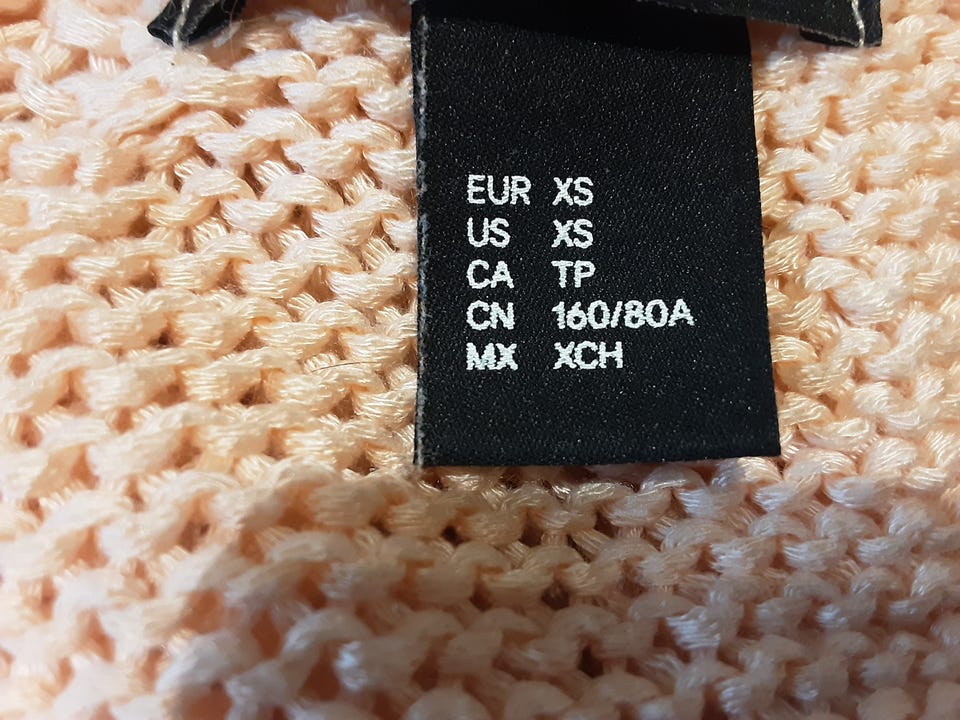 EUR XS
US XS
CA TP
CN 160/80A
MX XCH